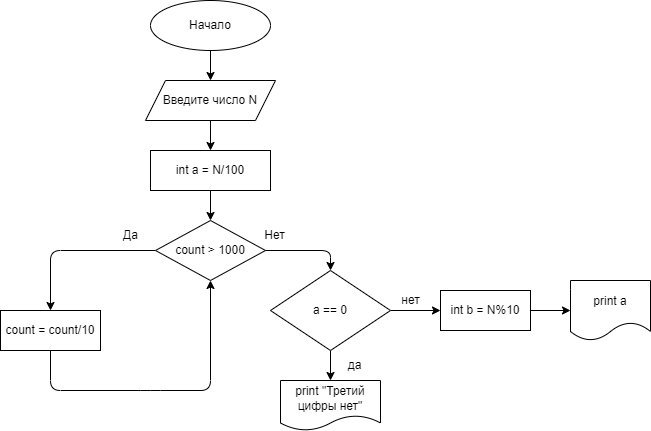 Начало
Введите число N
int a = N/100
Да
count > 1000
Нет
count = count/10
a == 0
нет
int b = N%10
print a
да
print "Третий
цифры нет"